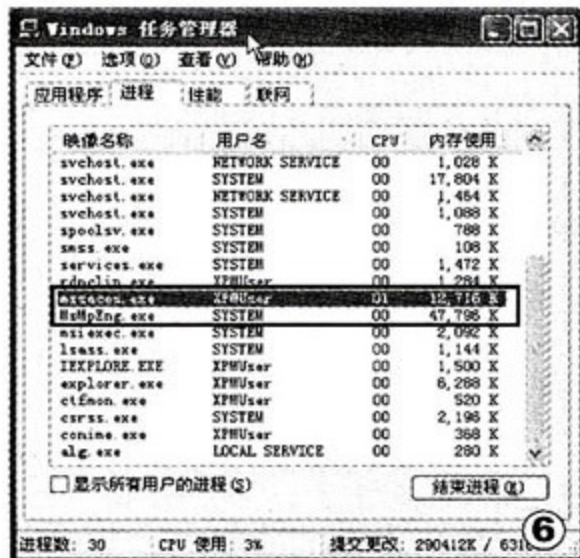 Windows 任务管理器
文件(F) 选项(O) 查看(V) 帮助(H)
应用程序 进程 性能 联网
映像名称 用户名 CPU 内存使用
svchost.exe NETWORK SERVICE 00 1,028 K
svchost.exe SYSTEM 00 17,804 K
svchost.exe NETWORK SERVICE 00 1,464 K
svchost.exe SYSTEM 00 1,088 K
spoolsv.exe SYSTEM 00 788 K
smss.exe SYSTEM 00 108 K
services.exe SYSTEM 00 1,472 K
rdpclip.exe XPMUser 00 1,284 K
msseces.exe XPMUser 01 12,716 K
MsMpEng.exe SYSTEM 00 47,796 K
msiexec.exe SYSTEM 00 2,092 K
lsass.exe SYSTEM 00 1,144 K
IEXPLORE.EXE XPMUser 00 1,500 K
explorer.exe XPMUser 00 6,288 K
ctfmon.exe XPMUser 00 520 K
csrss.exe SYSTEM 00 2,196 K
conime.exe XPMUser 00 368 K
alg.exe LOCAL SERVICE 00 280 K
显示所有用户的进程(S) 结束进程(E)
进程数: 30 CPU 使用: 3% 提交更改: 290412K /
⑥